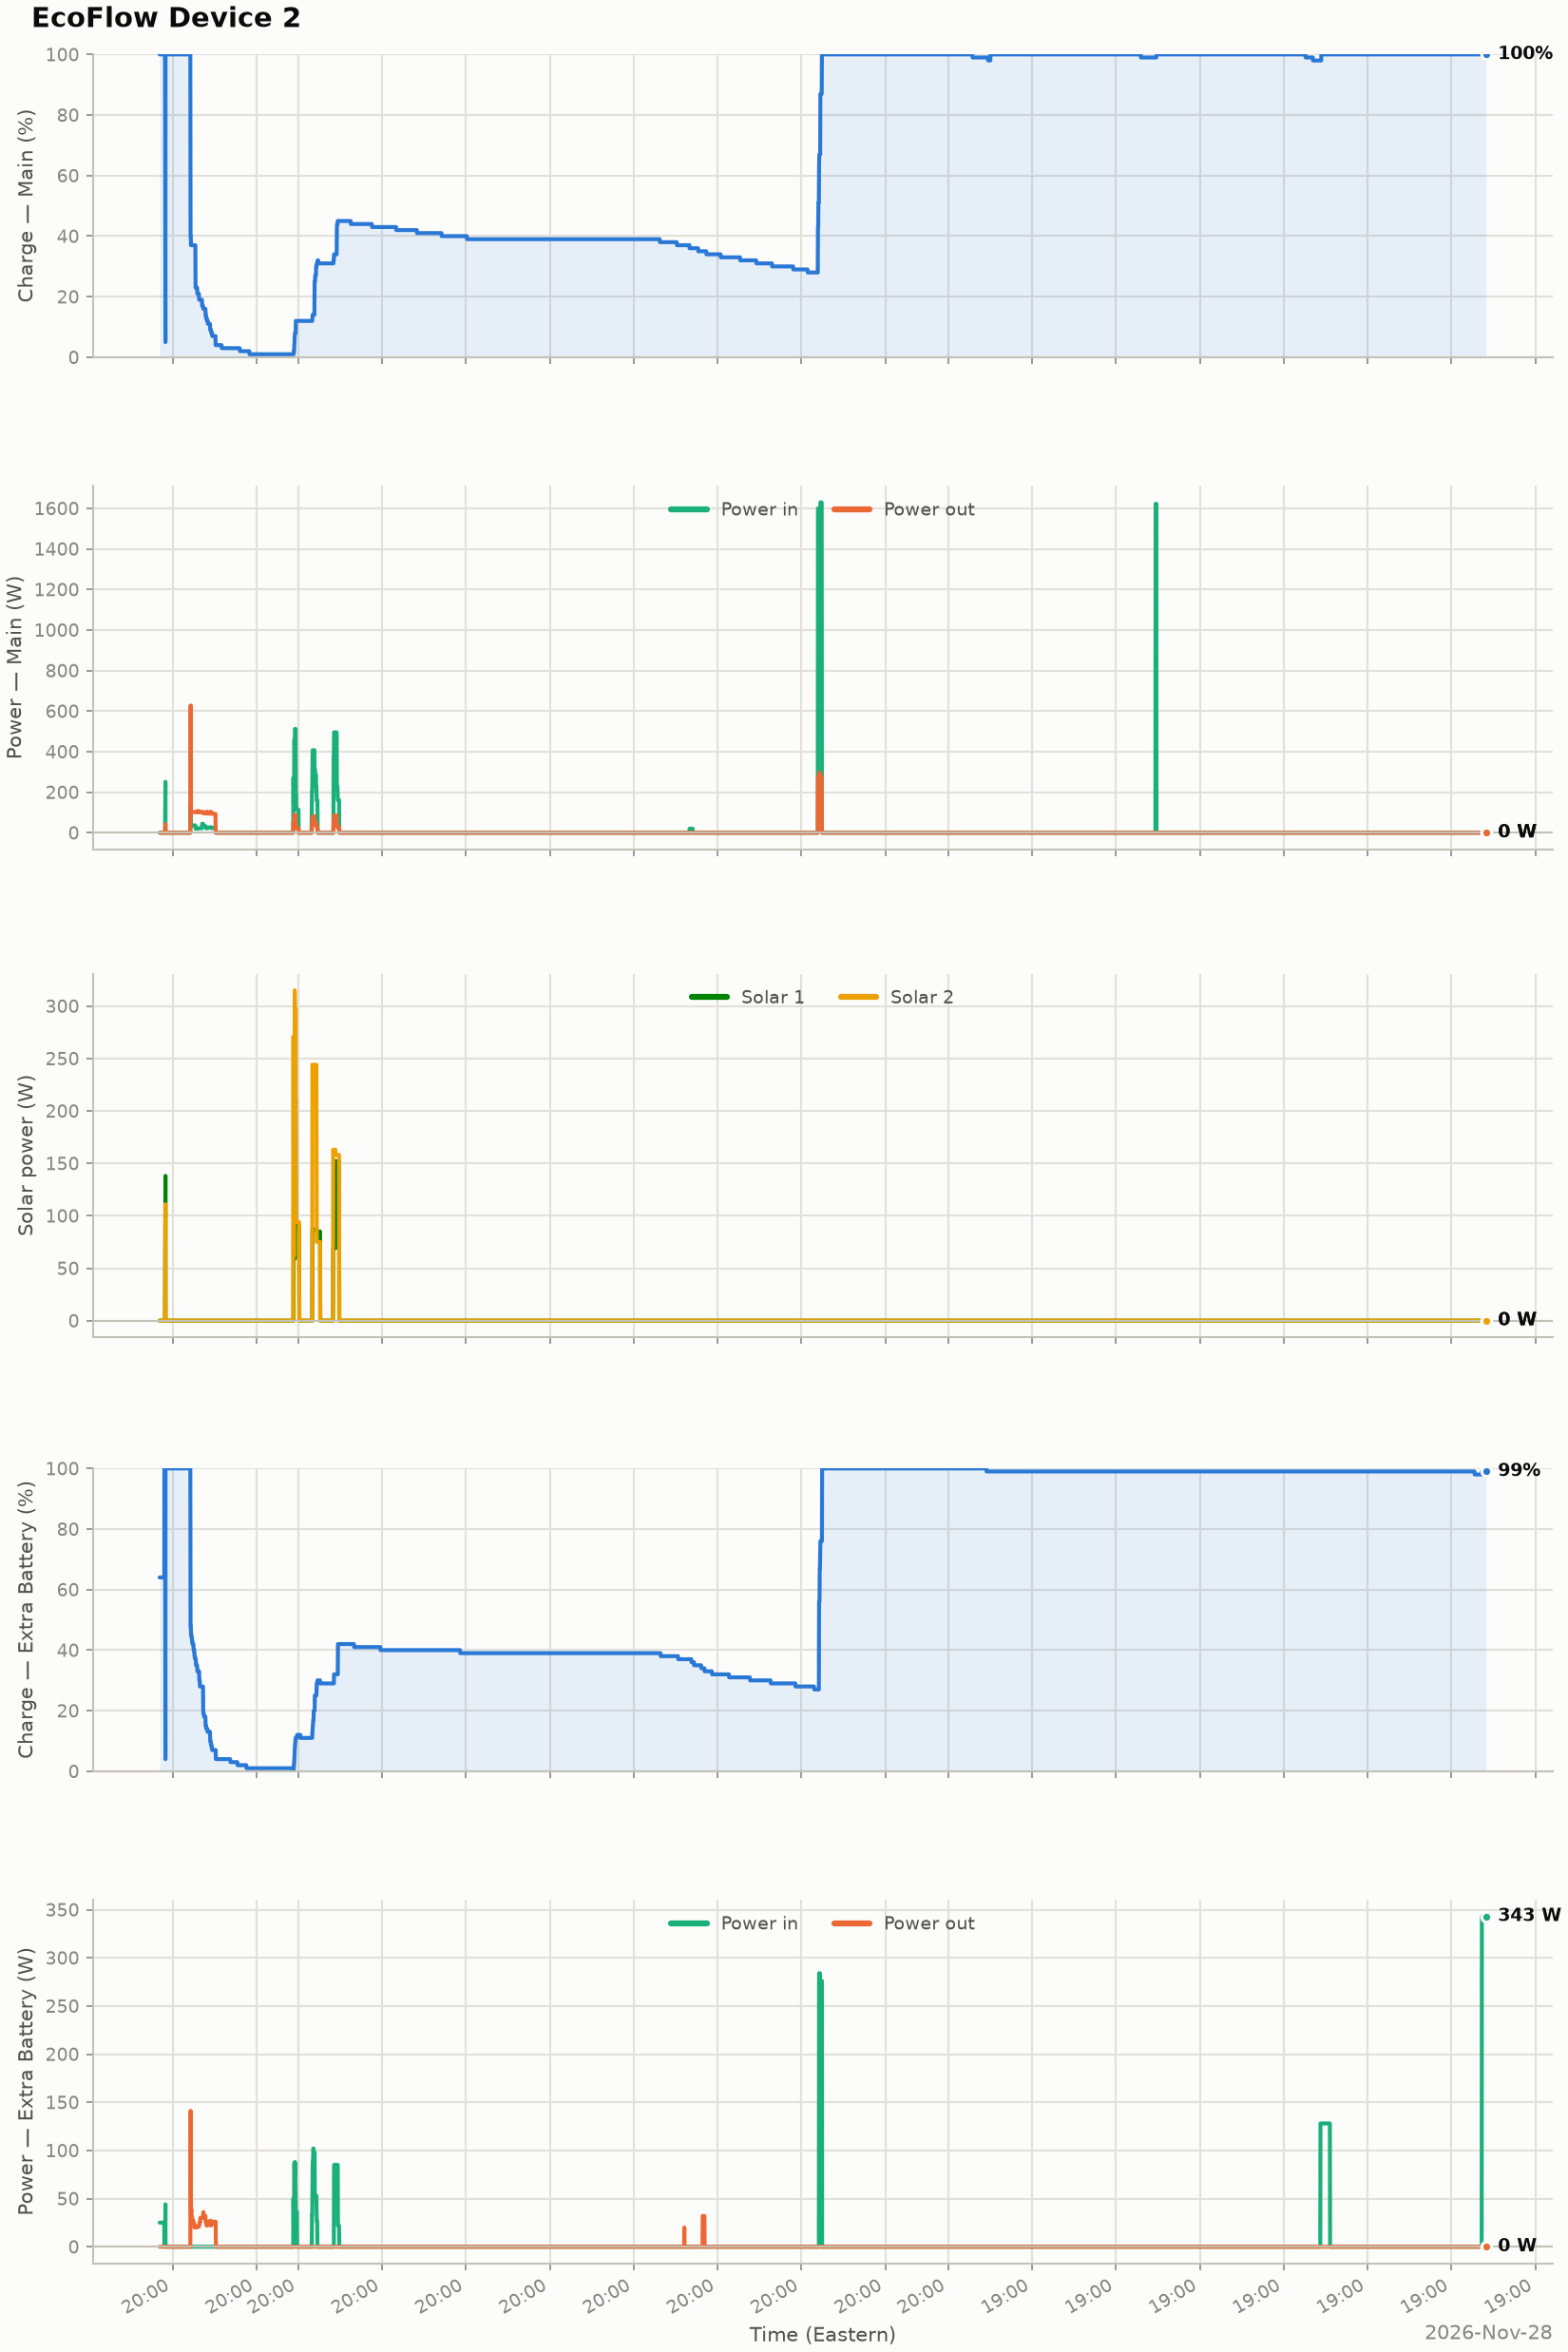 EcoFlow Device 2
Charge — Main (%)
100
80
60
40
20
0
100%
Power — Main (W)
Power in
Power out
1600
1400
1200
1000
800
600
400
200
0
0 W
Solar power (W)
Solar 1
Solar 2
300
250
200
150
100
50
0
0 W
Charge — Extra Battery (%)
100
80
60
40
20
0
99%
Power — Extra Battery (W)
Power in
Power out
350
300
250
200
150
100
50
0
343 W
0 W
20:00 20:00 20:00 20:00 20:00 20:00 20:00 20:00 20:00 20:00 20:00 19:00 19:00 19:00 19:00 19:00 19:00 19:00
Time (Eastern)
2026-Nov-28